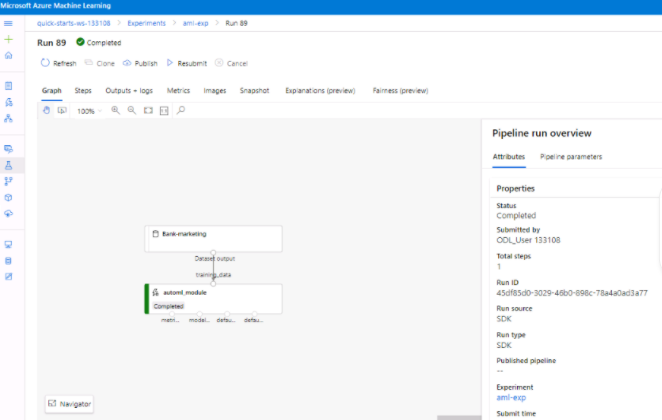 Microsoft Azure Machine Learning
quick-starts-ws-133108 > Experiments > aml-exp > Run 89
Run 89 Completed
Refresh Clone Publish Resubmit Cancel
Graph Steps Outputs + logs Metrics Images Snapshot Explanations (preview) Fairness (preview)
100%
Bank-marketing
Dataset output
training_data
automl_module
Completed
metri... model... defau... defau...
Navigator
Pipeline run overview
Attributes Pipeline parameters
Properties
Status
Completed
Submitted by
ODL_User 133108
Total steps
1
Run ID
45df85d0-3029-46b0-898c-78a4a0ad3a77
Run source
SDK
Run type
SDK
Published pipeline
--
Experiment
aml-exp
Submit time